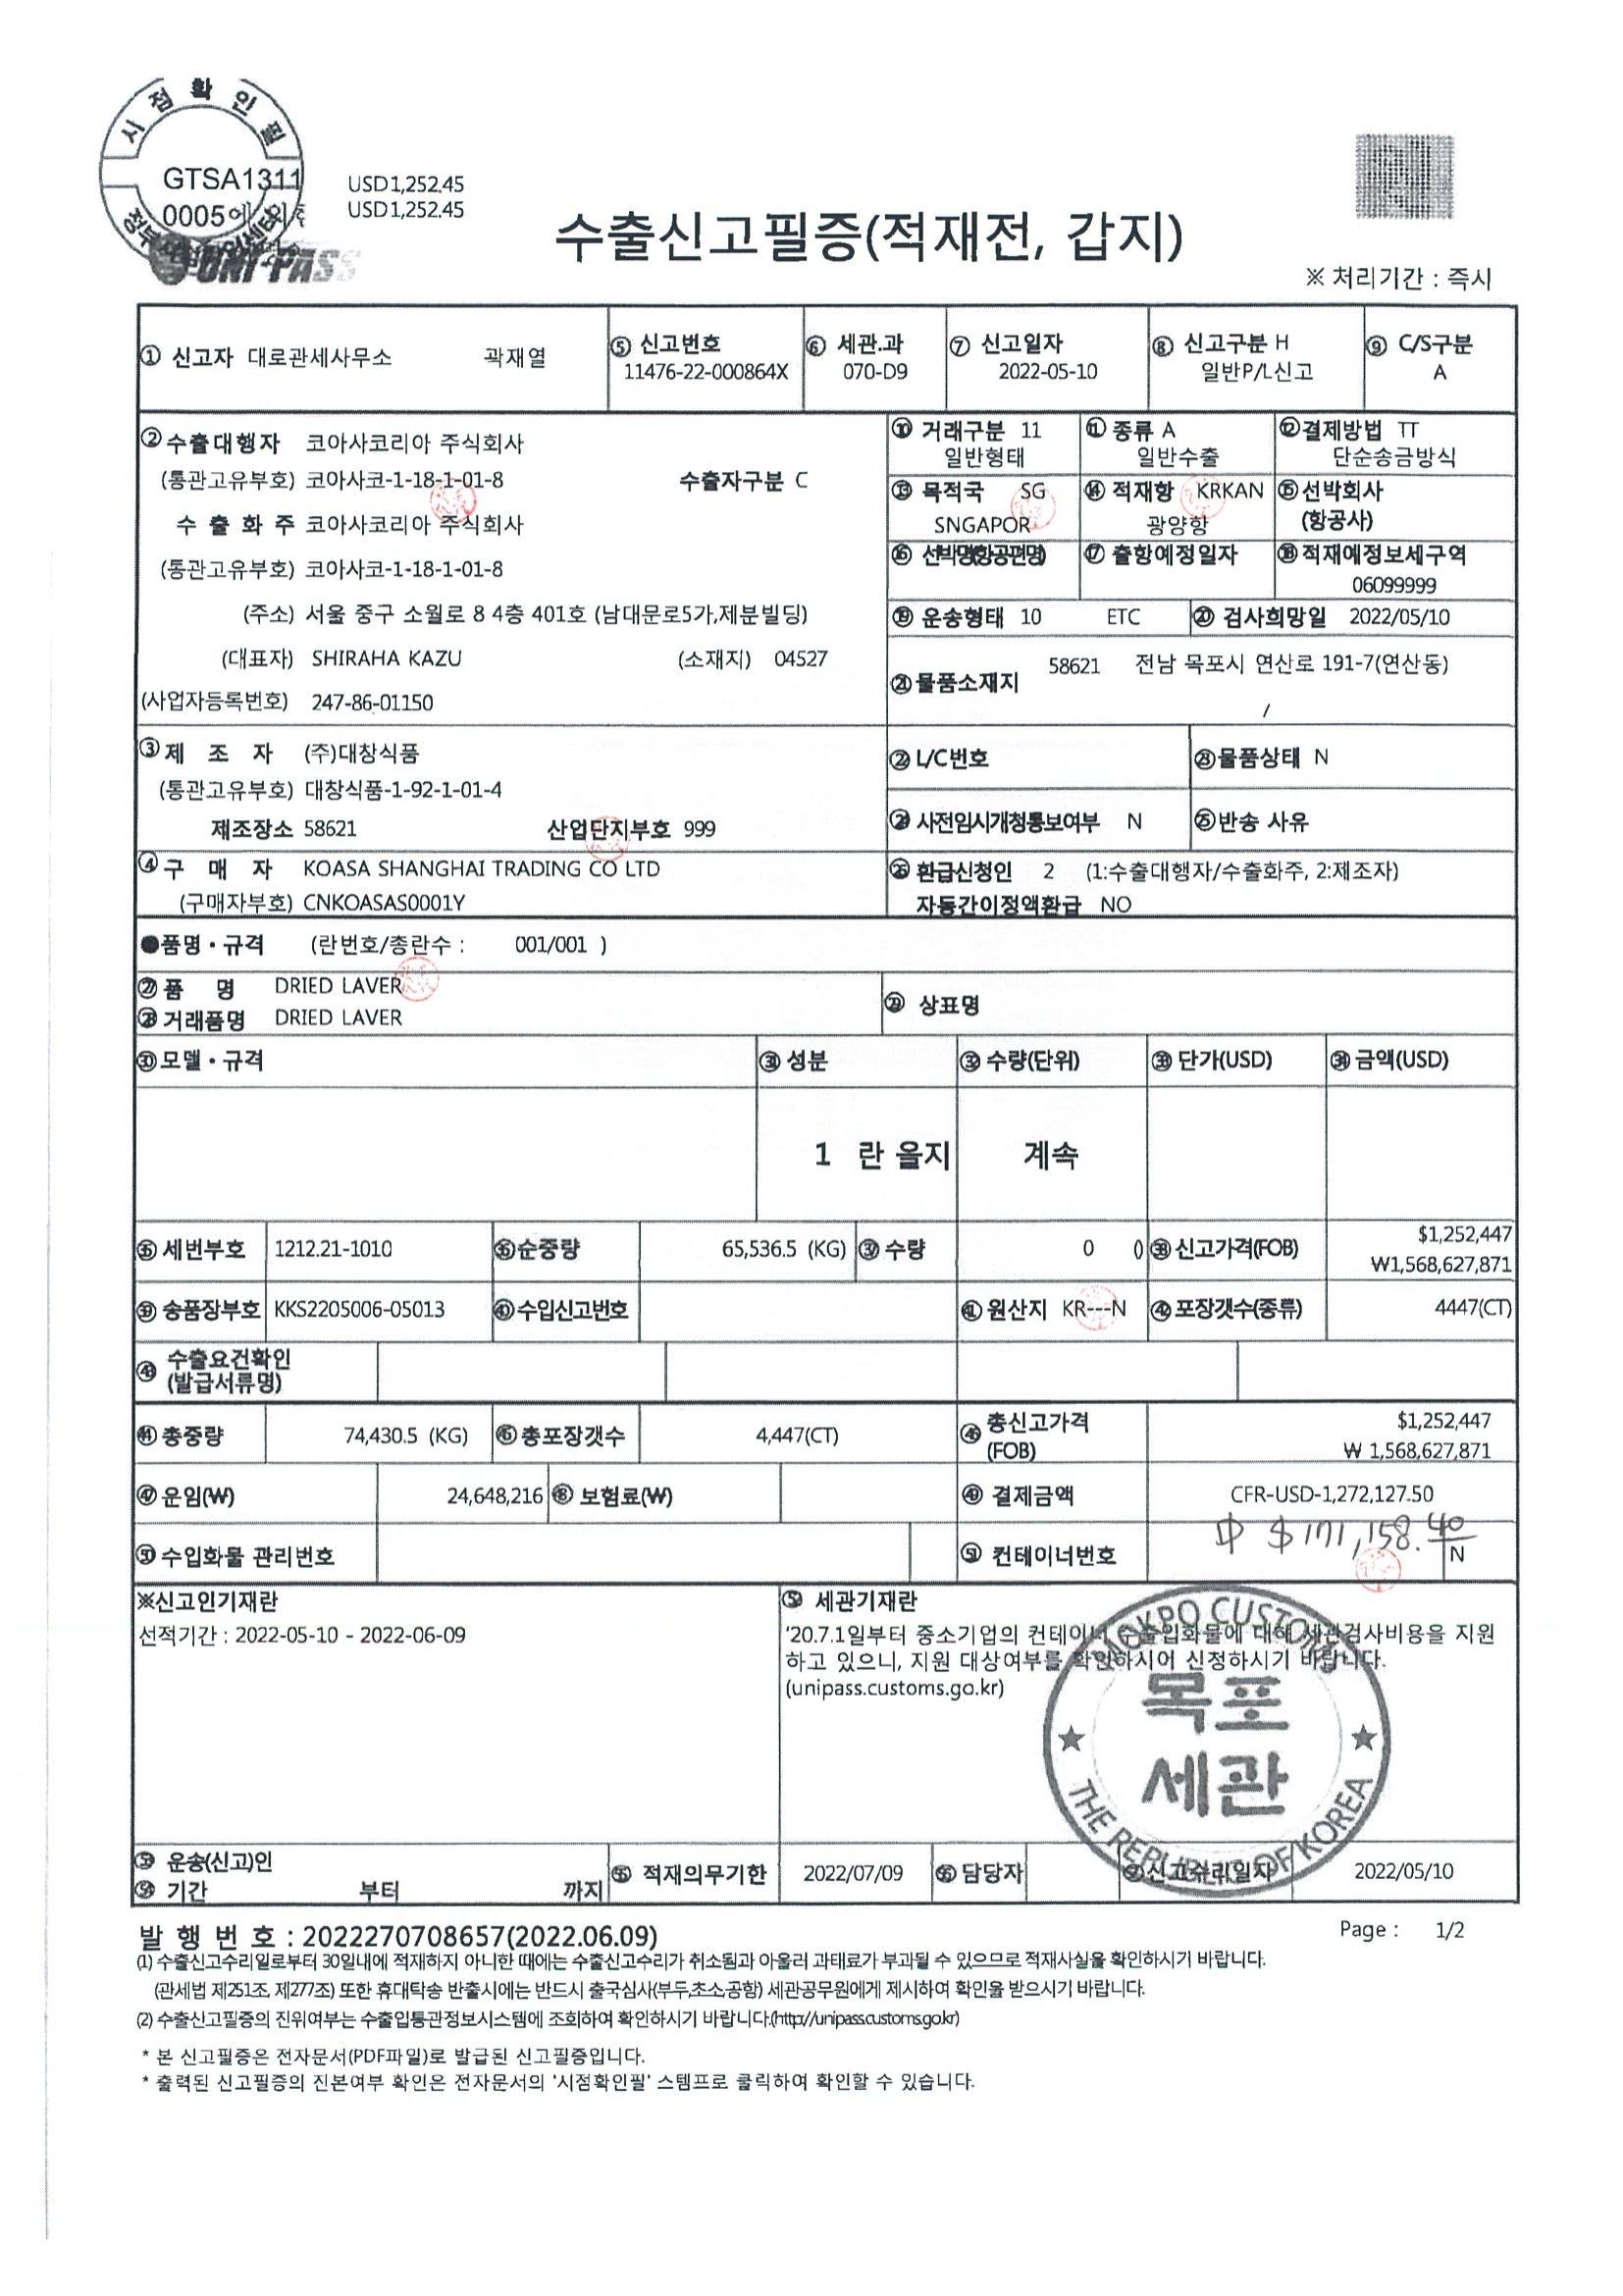 시점확인필
GTSA1311
0005에 의
UNI-PASS
USD1,252.45
USD1,252.45
수출신고필증(적재전, 갑지)
※ 처리기간 : 즉시
① 신고자 대로관세사무소 곽재열
⑤ 신고번호
11476-22-000864X
⑥ 세관.과
070-D9
⑦ 신고일자
2022-05-10
⑧ 신고구분 H
일반P/L신고
⑨ C/S구분
A
② 수출대행자 코아사코리아 주식회사
(통관고유부호) 코아사코-1-18-1-01-8 수출자구분 C
수 출 화 주 코아사코리아 주식회사
(통관고유부호) 코아사코-1-18-1-01-8
(주소) 서울 중구 소월로 8 4층 401호 (남대문로5가,제분빌딩)
(대표자) SHIRAHA KAZU (소재지) 04527
(사업자등록번호) 247-86-01150
⑩ 거래구분 11
일반형태
⑪ 종류 A
일반수출
⑫ 결제방법 TT
단순송금방식
⑬ 목적국 SG
SNGAPOR
⑭ 적재항 KRKAN
광양항
⑮ 선박회사
(항공사)
⑯ 선박명(항공편명)
⑰ 출항예정일자
⑱ 적재예정보세구역
06099999
⑲ 운송형태 10 ETC
⑳ 검사희망일 2022/05/10
㉑ 물품소재지 58621 전남 목포시 연산로 191-7(연산동)
/
③ 제 조 자 (주)대창식품
(통관고유부호) 대창식품-1-92-1-01-4
제조장소 58621 산업단지부호 999
㉒ L/C번호
㉓ 물품상태 N
㉔ 사전임시개청통보여부 N
㉕ 반송 사유
④ 구 매 자 KOASA SHANGHAI TRADING CO LTD
(구매자부호) CNKOASAS0001Y
㉖ 환급신청인 2 (1:수출대행자/수출화주, 2:제조자)
자동간이정액환급 NO
●품명・규격 (란번호/총란수 : 001/001 )
㉗ 품 명 DRIED LAVER
㉘ 거래품명 DRIED LAVER
㉙ 상표명
㉚ 모델・규격
㉛ 성분
㉜ 수량(단위)
㉝ 단가(USD)
㉞ 금액(USD)
1 란 을지 계속
㉟ 세번부호 1212.21-1010
㊱ 순중량 65,536.5 (KG)
㊲ 수량 0 0
㊳ 신고가격(FOB) $1,252,447
₩1,568,627,871
㊴ 송품장부호 KKS2205006-05013
㊵ 수입신고번호
㊶ 원산지 KR---N
㊷ 포장갯수(종류) 4447(CT)
㊸ 수출요건확인
(발급서류명)
㊹ 총중량 74,430.5 (KG)
㊺ 총포장갯수 4,447(CT)
㊻ 총신고가격
(FOB)
$1,252,447
₩ 1,568,627,871
㊼ 운임(₩) 24,648,216
㊽ 보험료(₩)
㊾ 결제금액 CFR-USD-1,272,127.50
$171,158.40
㊿ 수입화물 관리번호
51 컨테이너번호 N
※신고인기재란
선적기간 : 2022-05-10 - 2022-06-09
52 세관기재란
'20.7.1일부터 중소기업의 컨테이너 수출입화물에 대해 세관검사비용을 지원
하고 있으니, 지원 대상여부를 확인하시어 신청하시기 바랍니다.
(unipass.customs.go.kr)
MOKPO CUSTOMS
목포
세관
THE REPUBLIC OF KOREA
53 운송(신고)인
54 기간 부터 까지
55 적재의무기한 2022/07/09
56 담당자
57 신고수리일자 2022/05/10
발 행 번 호 : 2022270708657(2022.06.09)
Page : 1/2
(1) 수출신고수리일로부터 30일내에 적재하지 아니한 때에는 수출신고수리가 취소됨과 아울러 과태료가 부과될 수 있으므로 적재사실을 확인하시기 바랍니다.
(관세법 제251조, 제277조) 또한 휴대탁송 반출시에는 반드시 출국심사(부두,초소,공항) 세관공무원에게 제시하여 확인을 받으시기 바랍니다.
(2) 수출신고필증의 진위여부는 수출입통관정보시스템에 조회하여 확인하시기 바랍니다.(http://unipass.customs.go.kr)
* 본 신고필증은 전자문서(PDF파일)로 발급된 신고필증입니다.
* 출력된 신고필증의 진본여부 확인은 전자문서의 '시점확인필' 스템프로 클릭하여 확인할 수 있습니다.